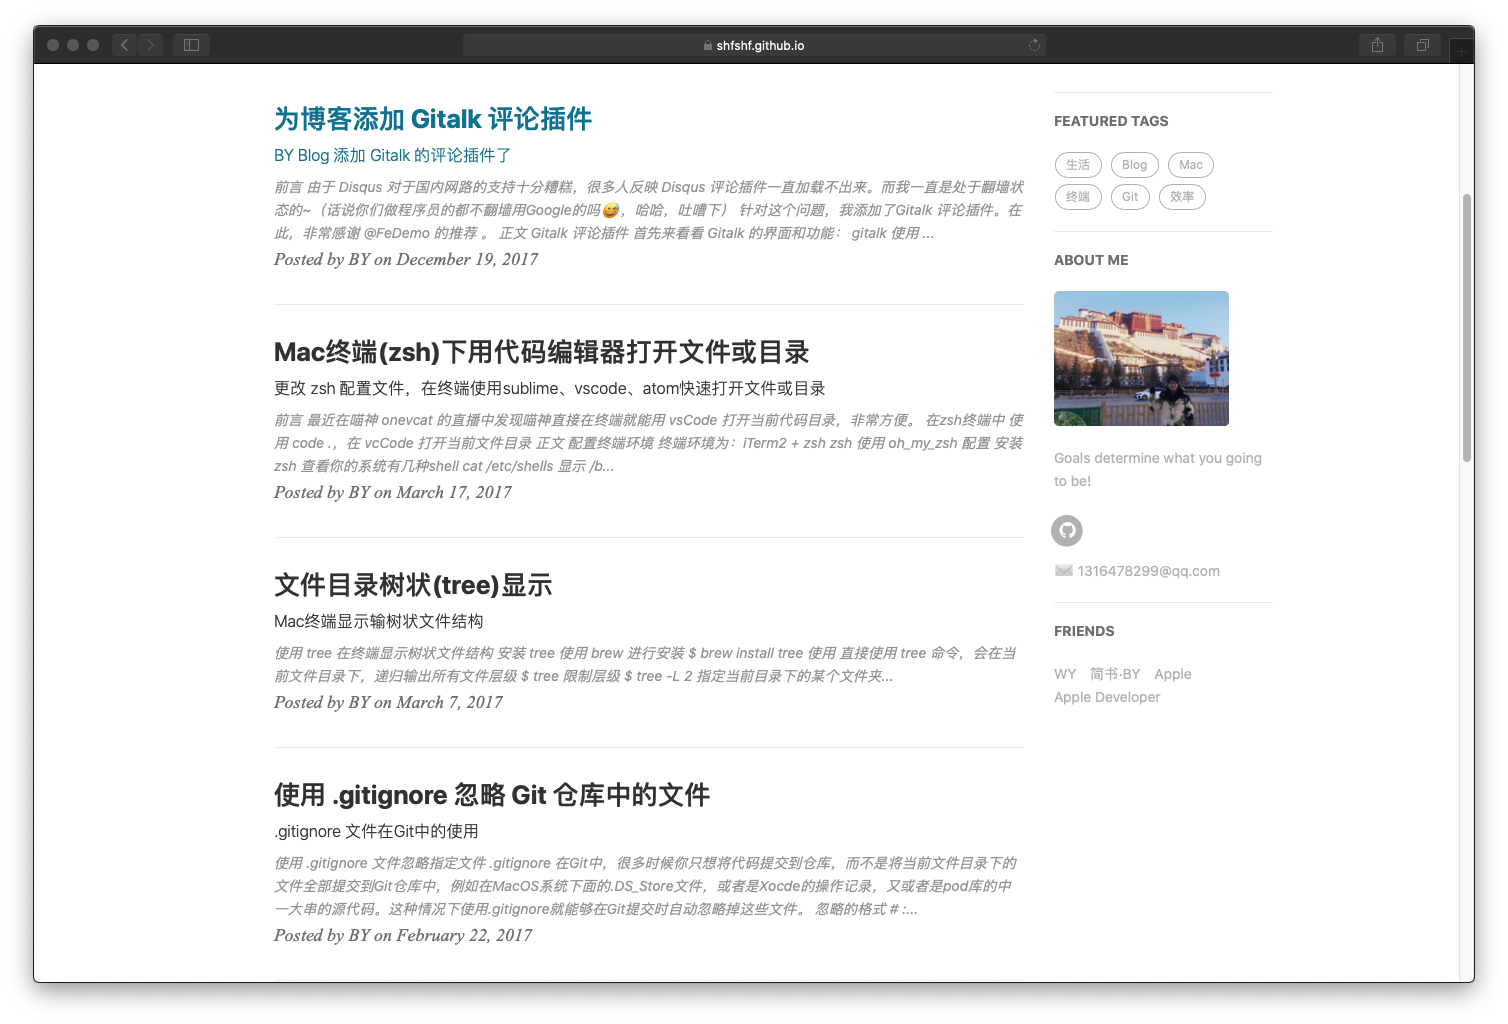 shfshf.github.io
为博客添加 Gitalk 评论插件
BY Blog 添加 Gitalk 的评论插件了
前言 由于 Disqus 对于国内网路的支持十分糟糕，很多人反映 Disqus 评论插件一直加载不出来。而我一直是处于翻墙状
态的~（话说你们做程序员的都不翻墙用Google的吗😅，哈哈，吐嘈下） 针对这个问题，我添加了Gitalk 评论插件。在
此，非常感谢 @FeDemo 的推荐 。 正文 Gitalk 评论插件 首先来看看 Gitalk 的界面和功能： gitalk 使用 ...
Posted by BY on December 19, 2017
Mac终端(zsh)下用代码编辑器打开文件或目录
更改 zsh 配置文件，在终端使用sublime、vscode、atom快速打开文件或目录
前言 最近在喵神 onevcat 的直播中发现喵神直接在终端就能用 vsCode 打开当前代码目录，非常方便。 在zsh终端中 使
用 code .，在 vcCode 打开当前文件目录 正文 配置终端环境 终端环境为：iTerm2 + zsh zsh 使用 oh_my_zsh 配置 安装
zsh 查看你的系统有几种shell cat /etc/shells 显示 /b...
Posted by BY on March 17, 2017
文件目录树状(tree)显示
Mac终端显示输树状文件结构
使用 tree 在终端显示树状文件结构 安装 tree 使用 brew 进行安装 $ brew install tree 使用 直接使用 tree 命令，会在当
前文件目录下，递归输出所有文件层级 $ tree 限制层级 $ tree -L 2 指定当前目录下的某个文件夹...
Posted by BY on March 7, 2017
使用 .gitignore 忽略 Git 仓库中的文件
.gitignore 文件在Git中的使用
使用 .gitignore 文件忽略指定文件 .gitignore 在Git中，很多时候你只想将代码提交到仓库，而不是将当前文件目录下的
文件全部提交到Git仓库中，例如在MacOS系统下面的.DS_Store文件，或者是Xocde的操作记录，又或者是pod库的中
一大串的源代码。这种情况下使用.gitignore就能够在Git提交时自动忽略掉这些文件。 忽略的格式 # :...
Posted by BY on February 22, 2017
FEATURED TAGS
生活 Blog Mac
终端 Git 效率
ABOUT ME
Goals determine what you going
to be!
1316478299@qq.com
FRIENDS
WY 简书·BY Apple
Apple Developer